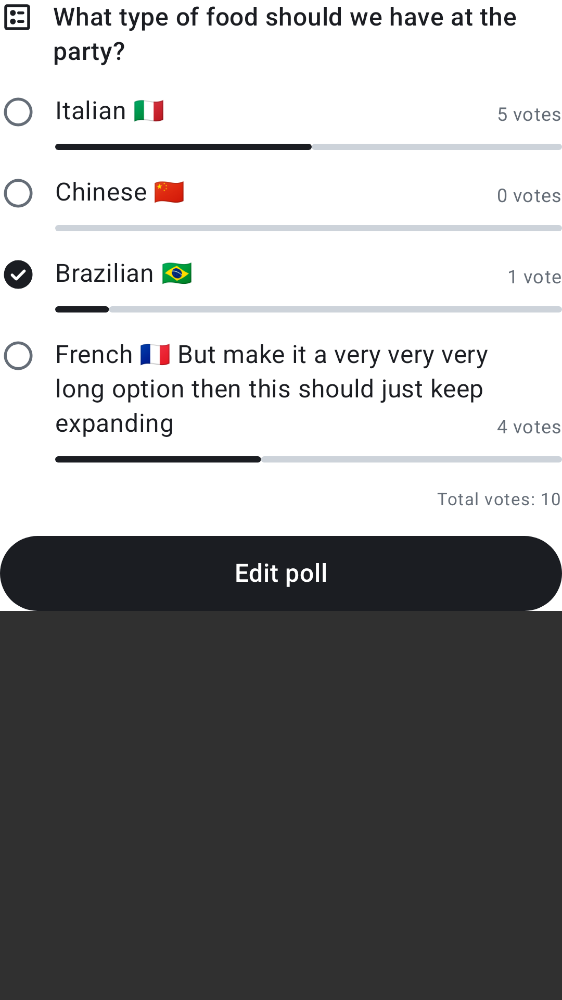 What type of food should we have at the
party?
Italian 🇮🇹
5 votes
Chinese 🇨🇳
0 votes
Brazilian 🇧🇷
1 vote
French 🇫🇷 But make it a very very very
long option then this should just keep
expanding
4 votes
Total votes: 10
Edit poll